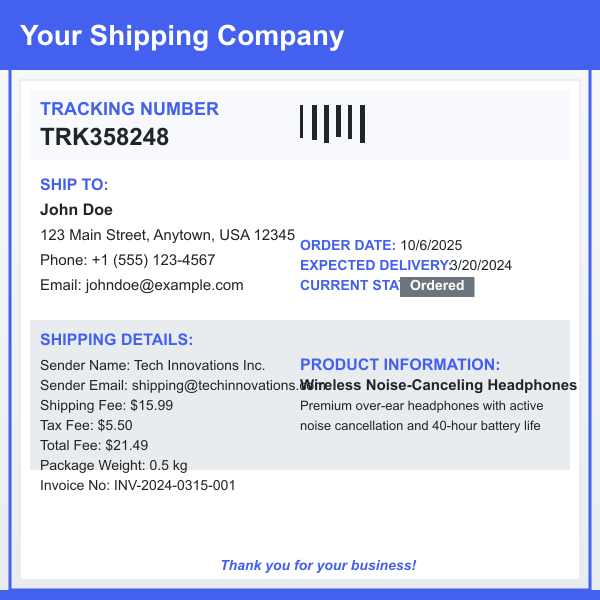 Your Shipping Company
TRACKING NUMBER
TRK358248
SHIP TO:
John Doe
123 Main Street, Anytown, USA 12345
Phone: +1 (555) 123-4567
Email: johndoe@example.com
ORDER DATE: 10/6/2025
EXPECTED DELIVERY: 3/20/2024
CURRENT STA Ordered
SHIPPING DETAILS:
Sender Name: Tech Innovations Inc.
Sender Email: shipping@techinnovations.com
Shipping Fee: $15.99
Tax Fee: $5.50
Total Fee: $21.49
Package Weight: 0.5 kg
Invoice No: INV-2024-0315-001
PRODUCT INFORMATION:
Wireless Noise-Canceling Headphones
Premium over-ear headphones with active
noise cancellation and 40-hour battery life
Thank you for your business!